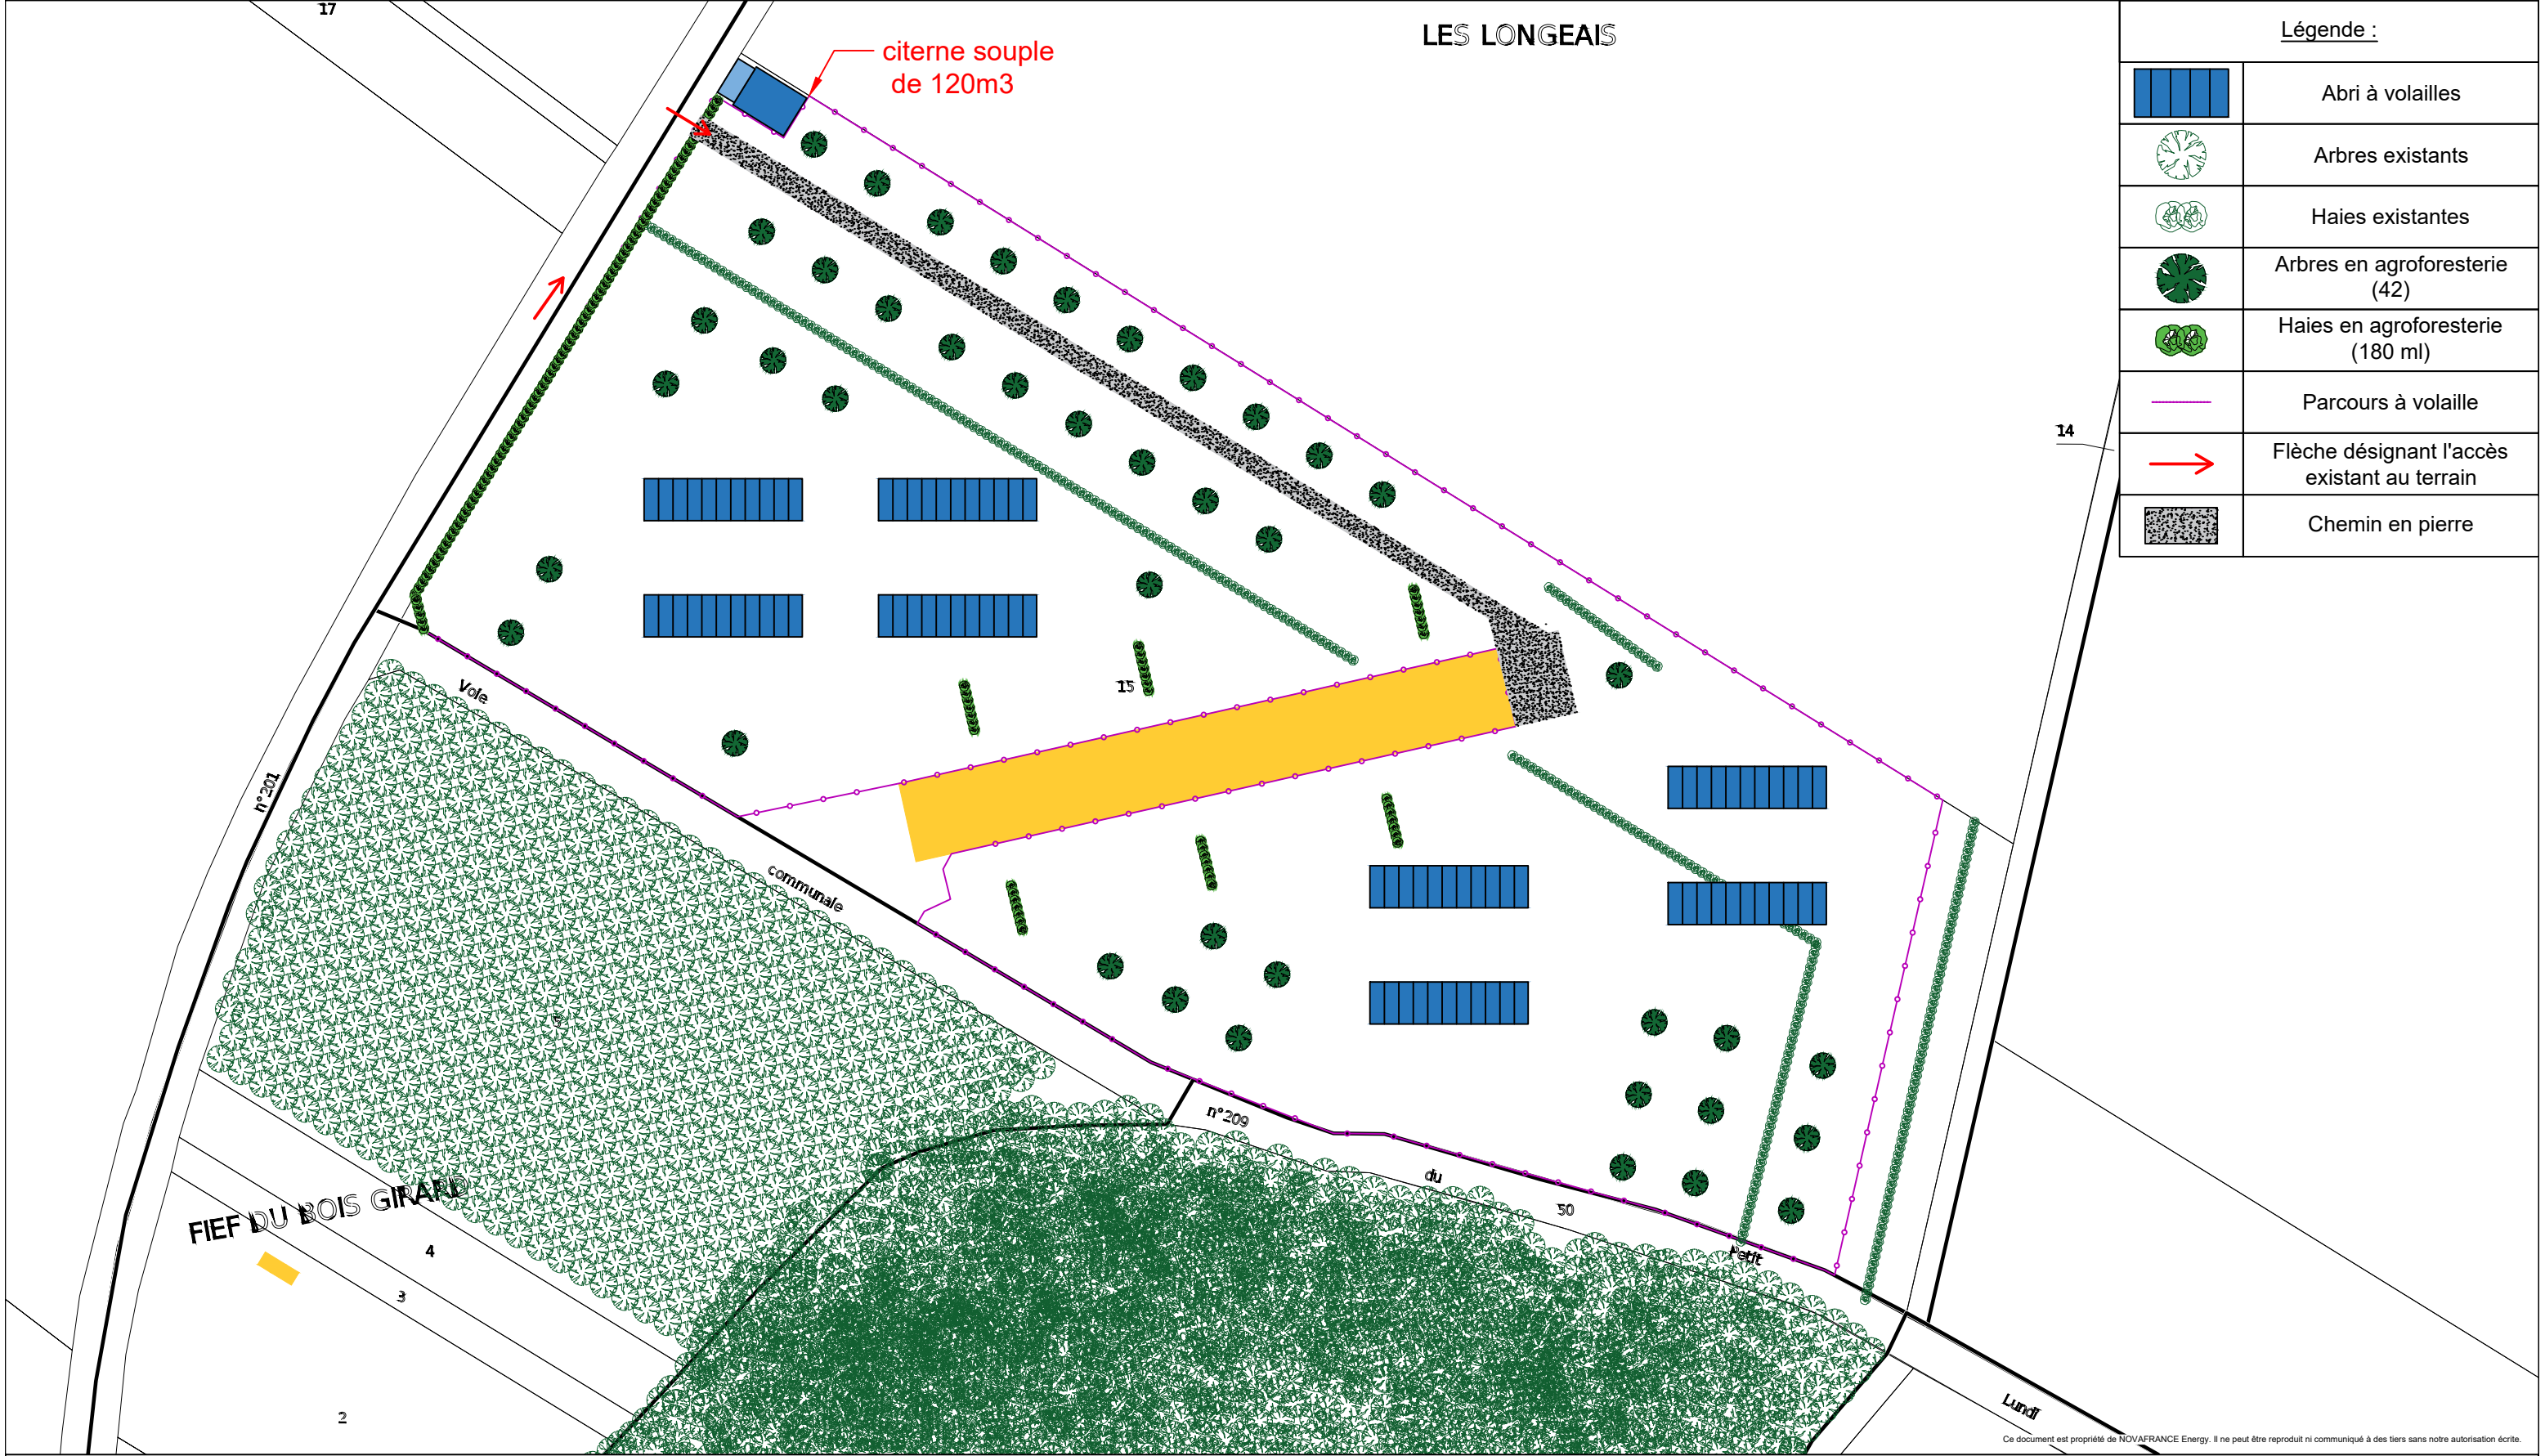 17
LES LONGEAIS
citerne souple
de 120m3
Légende :
Abri à volailles
Arbres existants
Haies existantes
Arbres en agroforesterie
(42)
Haies en agroforesterie
(180 ml)
Parcours à volaille
Flèche désignant l'accès
existant au terrain
Chemin en pierre
14
15
Voie
n°201
communale
5
n°209
du
50
Petit
FIEF DU BOIS GIRARD
4
3
2
Lundi
Ce document est propriété de NOVAFRANCE Energy. Il ne peut être reproduit ni communiqué à des tiers sans notre autorisation écrite.